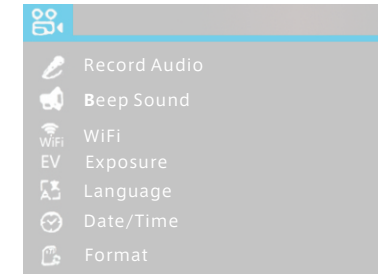 Record Audio
Beep Sound
WiFi WiFi
EV Exposure
Language
Date/Time
Format